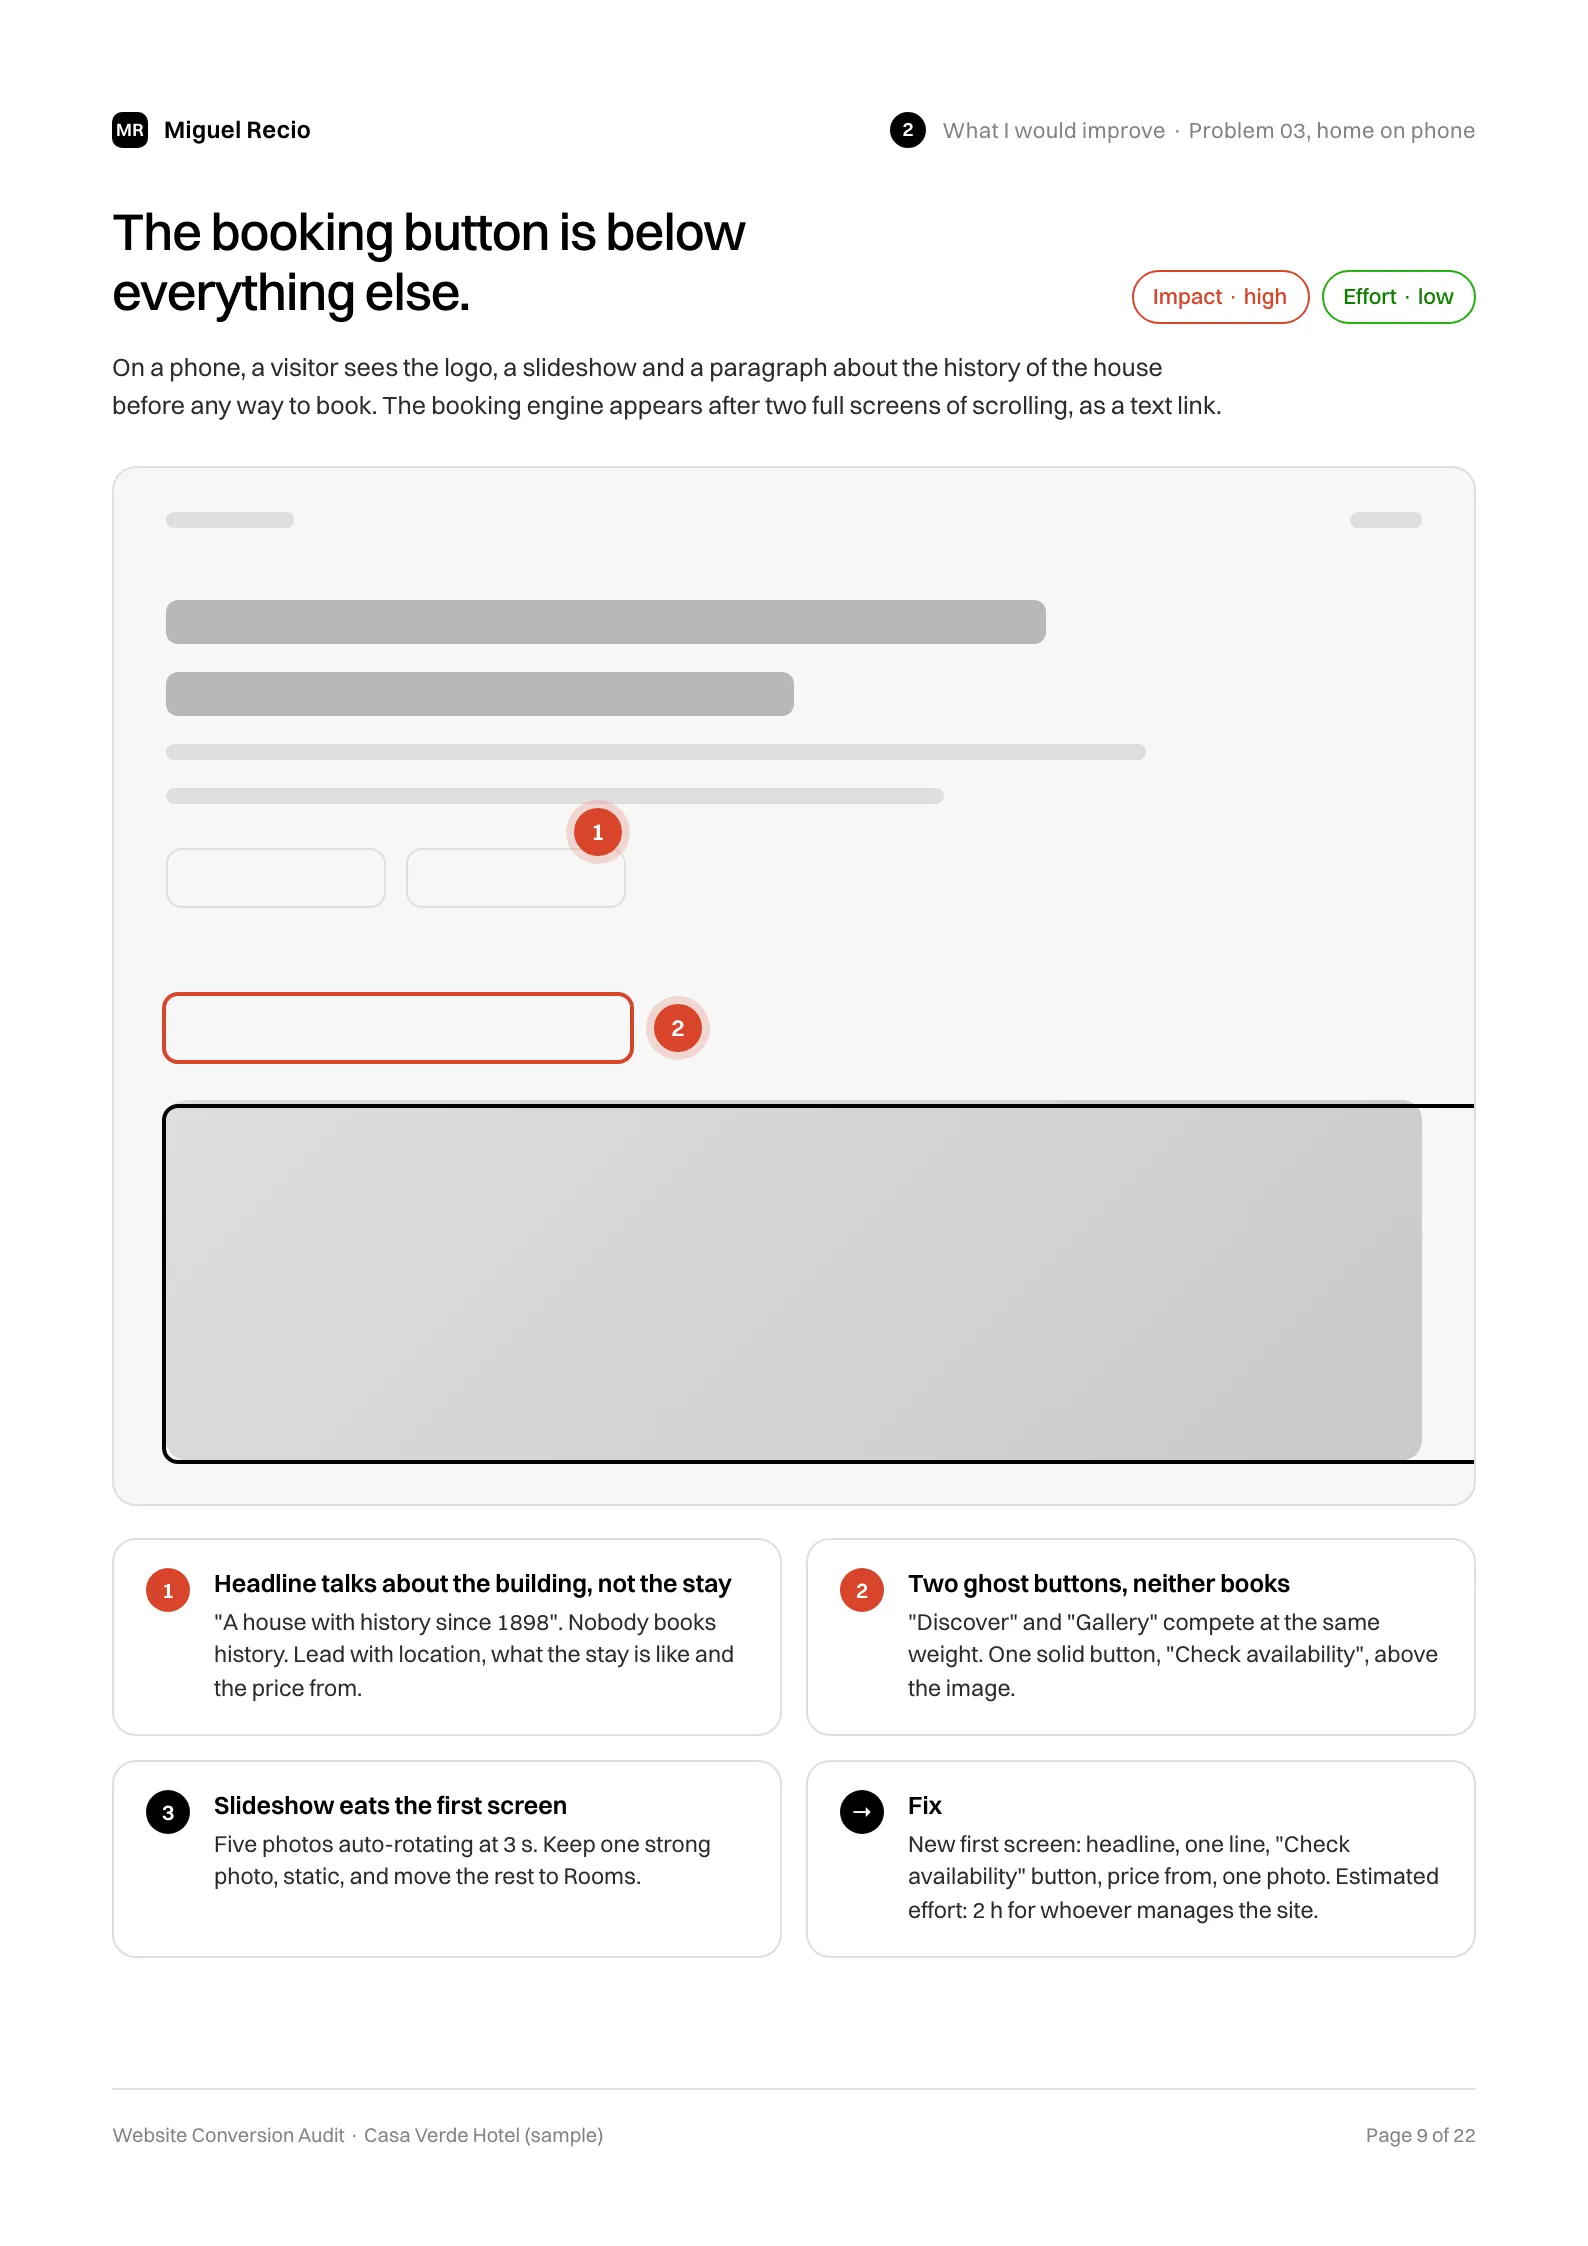 MR Miguel Recio
2 What I would improve · Problem 03, home on phone
The booking button is below
everything else.
Impact · high
Effort · low
On a phone, a visitor sees the logo, a slideshow and a paragraph about the history of the house
before any way to book. The booking engine appears after two full screens of scrolling, as a text link.
1
2
1 Headline talks about the building, not the stay
"A house with history since 1898". Nobody books
history. Lead with location, what the stay is like and
the price from.
2 Two ghost buttons, neither books
"Discover" and "Gallery" compete at the same
weight. One solid button, "Check availability", above
the image.
3 Slideshow eats the first screen
Five photos auto-rotating at 3 s. Keep one strong
photo, static, and move the rest to Rooms.
→ Fix
New first screen: headline, one line, "Check
availability" button, price from, one photo. Estimated
effort: 2 h for whoever manages the site.
Website Conversion Audit · Casa Verde Hotel (sample)
Page 9 of 22